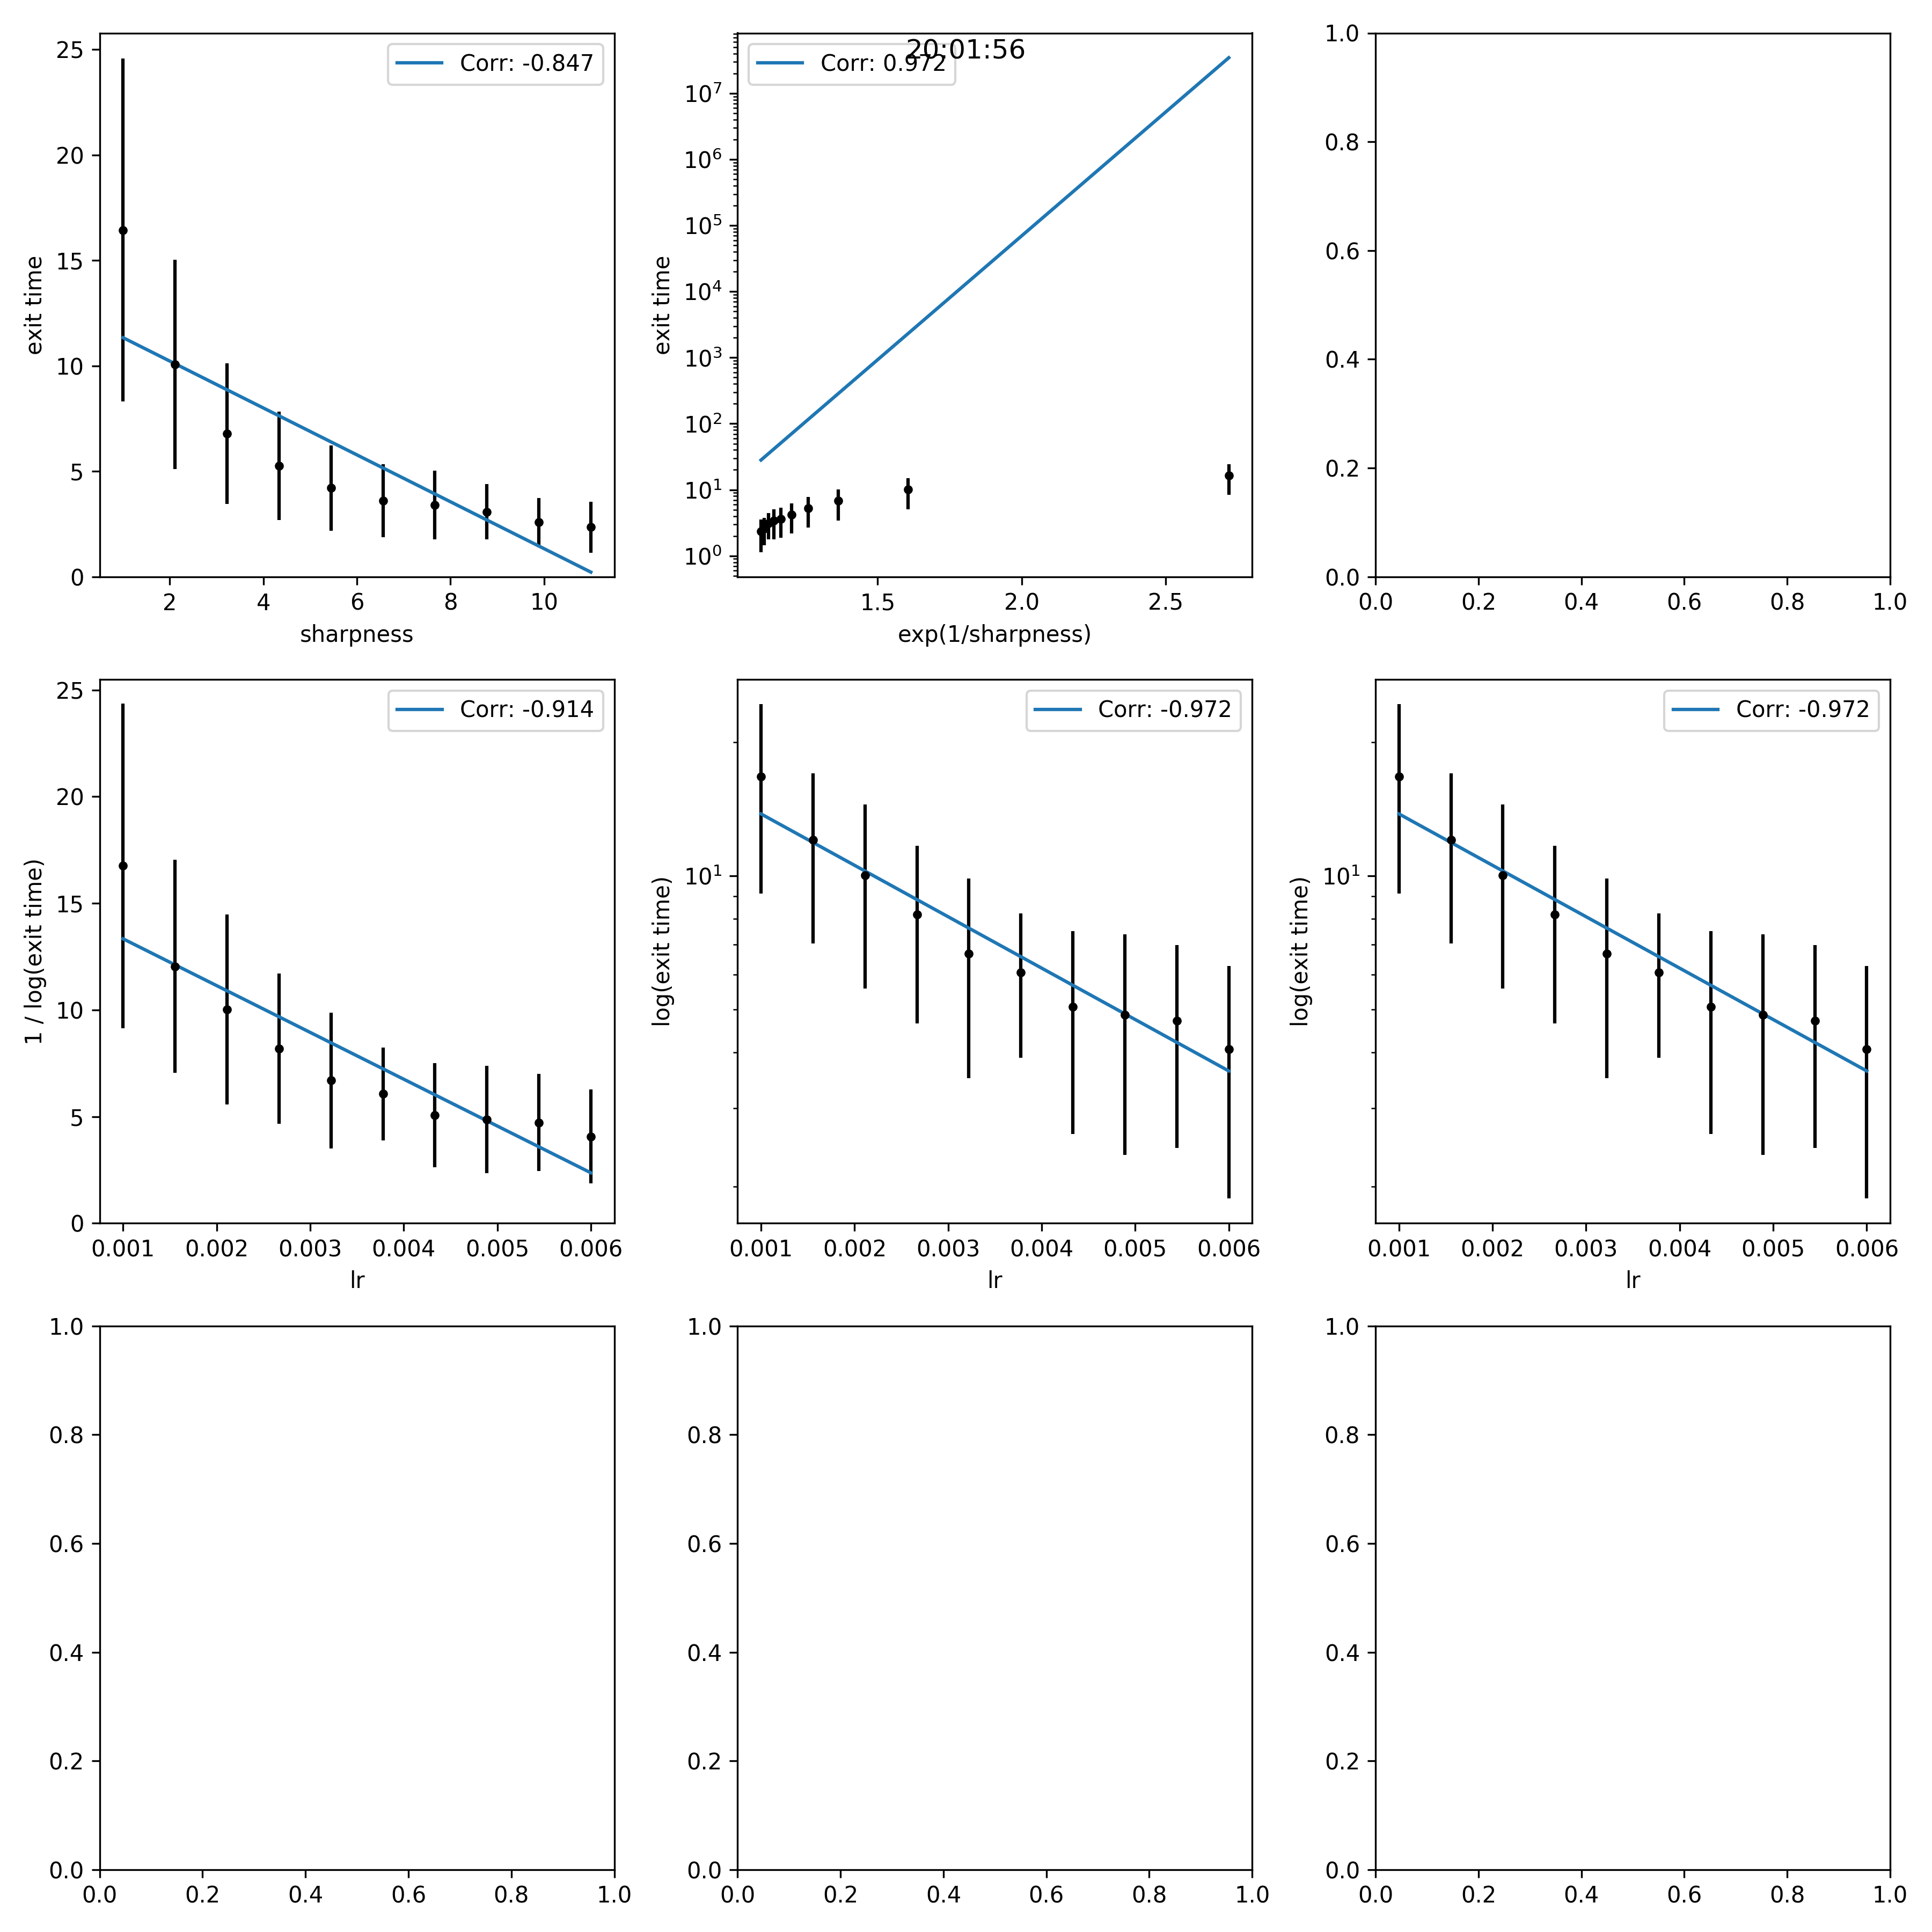 20:01:56
25
20
15
10
5
0
exit time
Corr: -0.847
2 4 6 8 10
sharpness
10^7
10^6
10^5
10^4
10^3
10^2
10^1
10^0
exit time
Corr: 0.972
1.5 2.0 2.5
exp(1/sharpness)
1.0
0.8
0.6
0.4
0.2
0.0
0.0 0.2 0.4 0.6 0.8 1.0
25
20
15
10
5
0
1 / log(exit time)
Corr: -0.914
0.001 0.002 0.003 0.004 0.005 0.006
lr
10^1
log(exit time)
Corr: -0.972
0.001 0.002 0.003 0.004 0.005 0.006
lr
10^1
log(exit time)
Corr: -0.972
0.001 0.002 0.003 0.004 0.005 0.006
lr
1.0
0.8
0.6
0.4
0.2
0.0
0.0 0.2 0.4 0.6 0.8 1.0
1.0
0.8
0.6
0.4
0.2
0.0
0.0 0.2 0.4 0.6 0.8 1.0
1.0
0.8
0.6
0.4
0.2
0.0
0.0 0.2 0.4 0.6 0.8 1.0